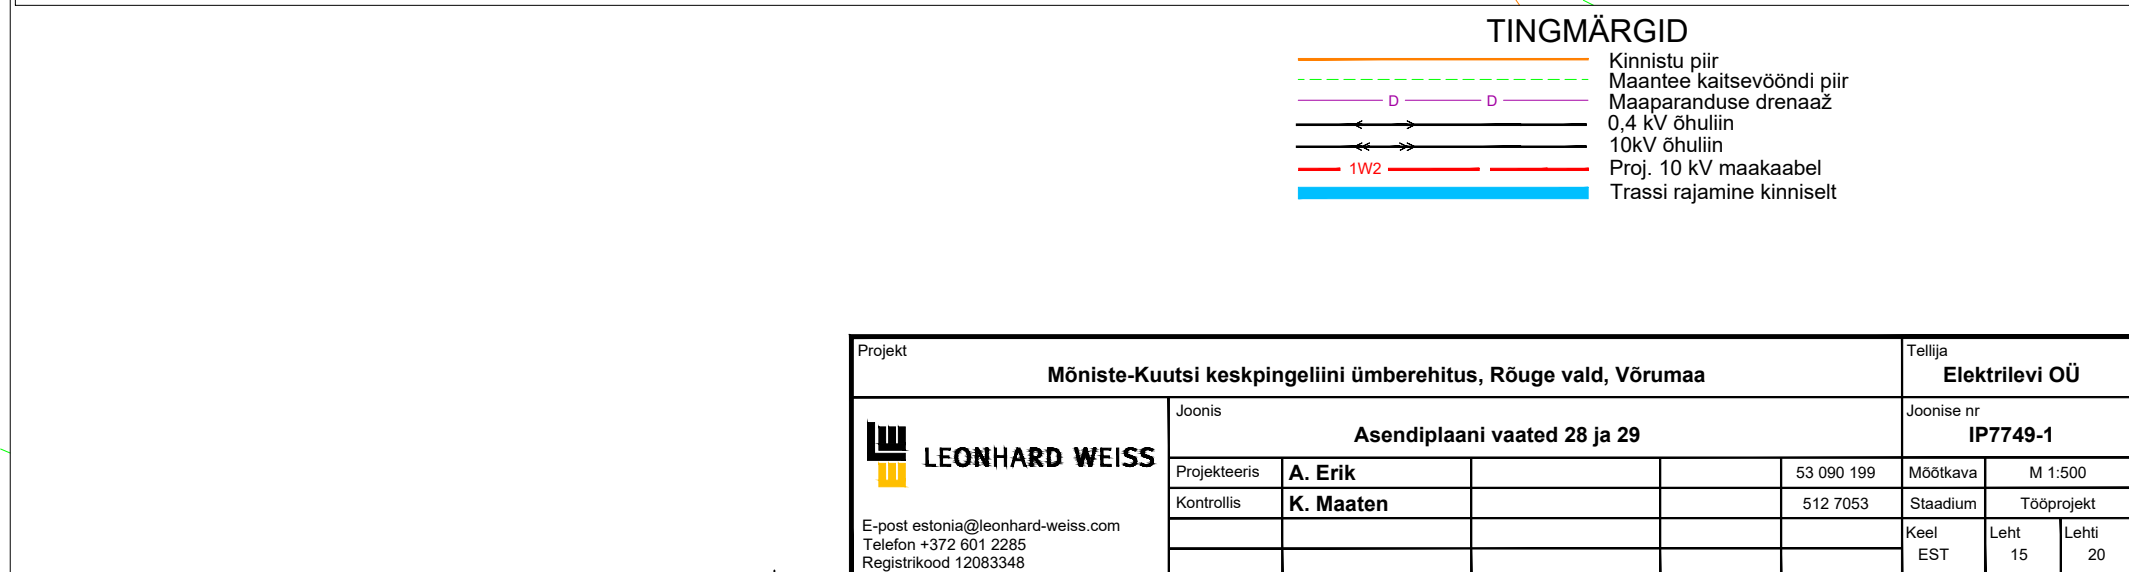 TINGMÄRGID
Kinnistu piir
Maantee kaitsevööndi piir
D D Maaparanduse drenaaž
0,4 kV õhuliin
10kV õhuliin
1W2 Proj. 10 kV maakaabel
Trassi rajamine kinniselt
Projekt
Mõniste-Kuutsi keskpingeliini ümberehitus, Rõuge vald, Võrumaa
Tellija
Elektrilevi OÜ
LEONHARD WEISS
E-post estonia@leonhard-weiss.com
Telefon +372 601 2285
Registrikood 12083348
Joonis
Asendiplaani vaated 28 ja 29
Joonise nr
IP7749-1
Projekteeris A. Erik 53 090 199 Mõõtkava M 1:500
Kontrollis K. Maaten 512 7053 Staadium Tööprojekt
Keel Leht Lehti
EST 15 20